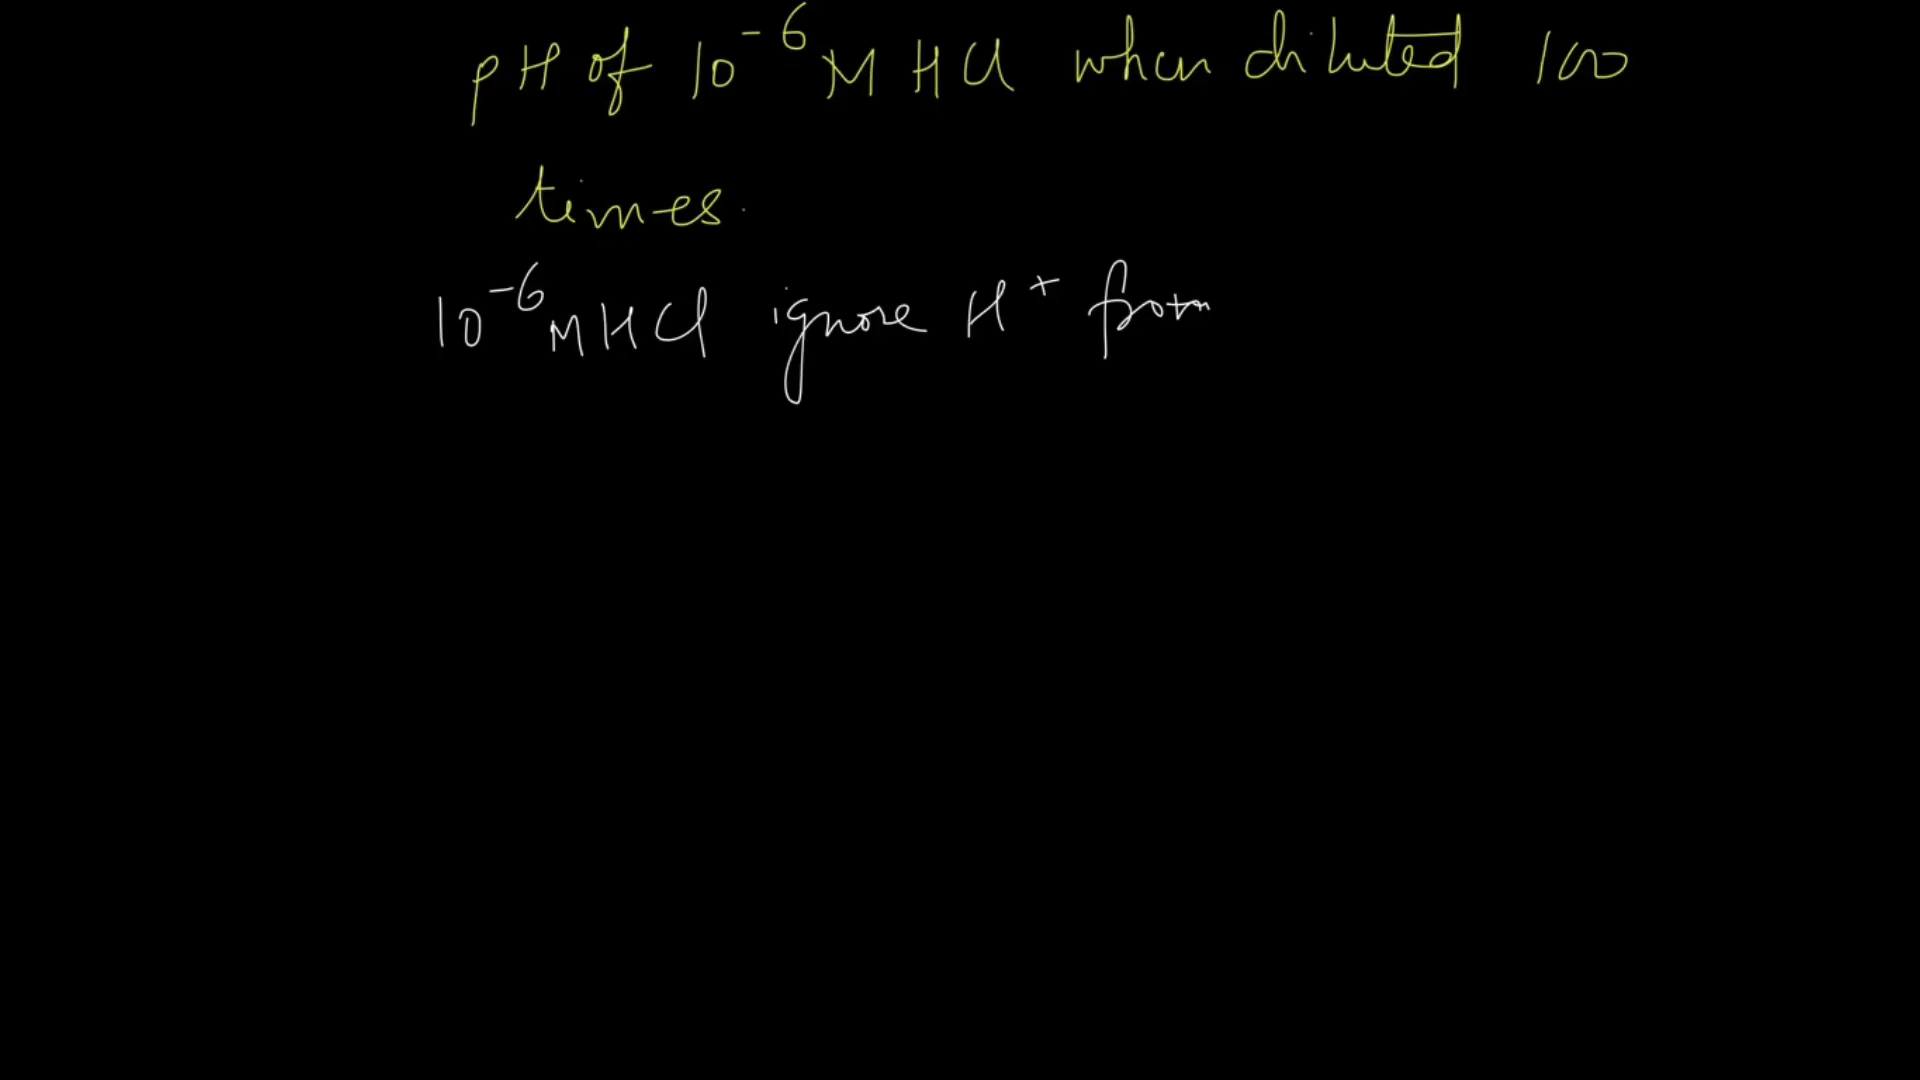 pH of 10⁻⁶ M HCl when diluted 100
times.
10⁻⁶ M HCl ignore H⁺ from